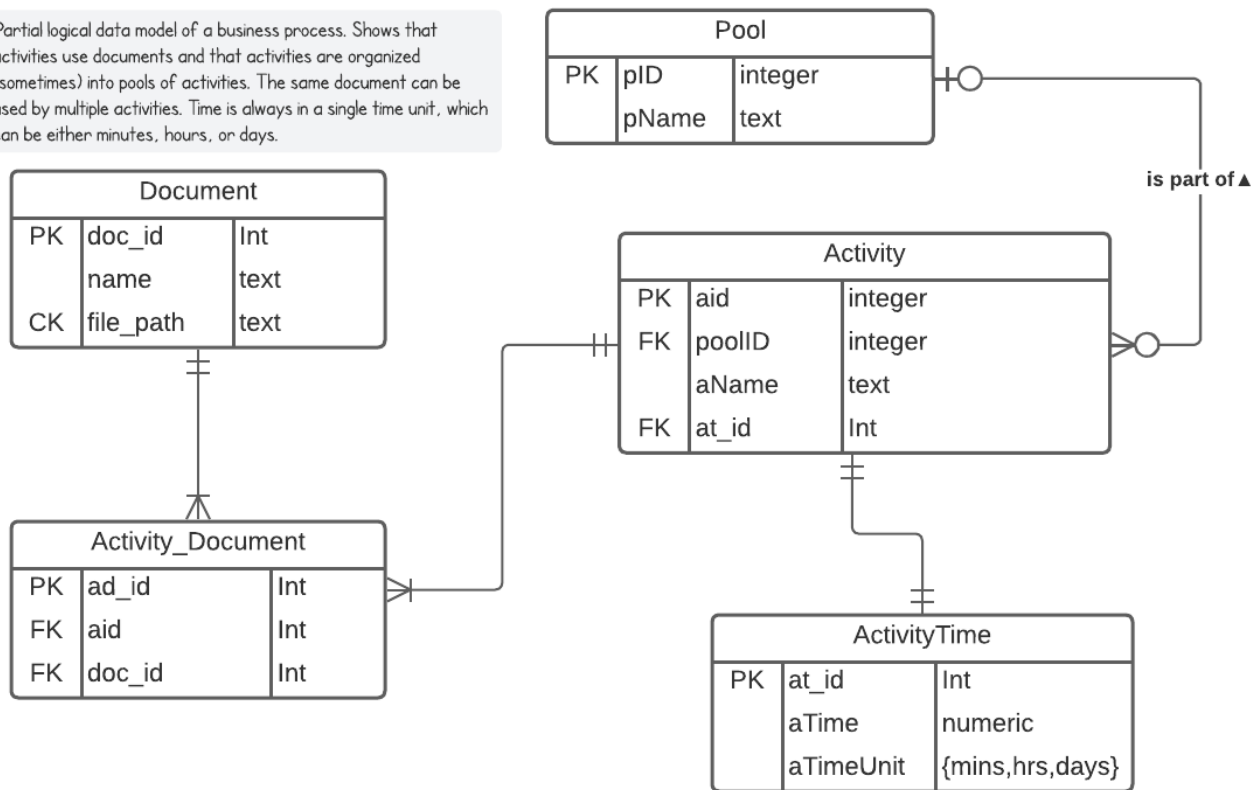 Partial logical data model of a business process. Shows that
activities use documents and that activities are organized
(sometimes) into pools of activities. The same document can be
used by multiple activities. Time is always in a single time unit, which
can be either minutes, hours, or days.
Pool
PK pID integer
pName text
is part of▲
Document
PK doc_id Int
name text
CK file_path text
Activity
PK aid integer
FK poolID integer
aName text
FK at_id Int
Activity_Document
PK ad_id Int
FK aid Int
FK doc_id Int
ActivityTime
PK at_id Int
aTime numeric
aTimeUnit {mins,hrs,days}